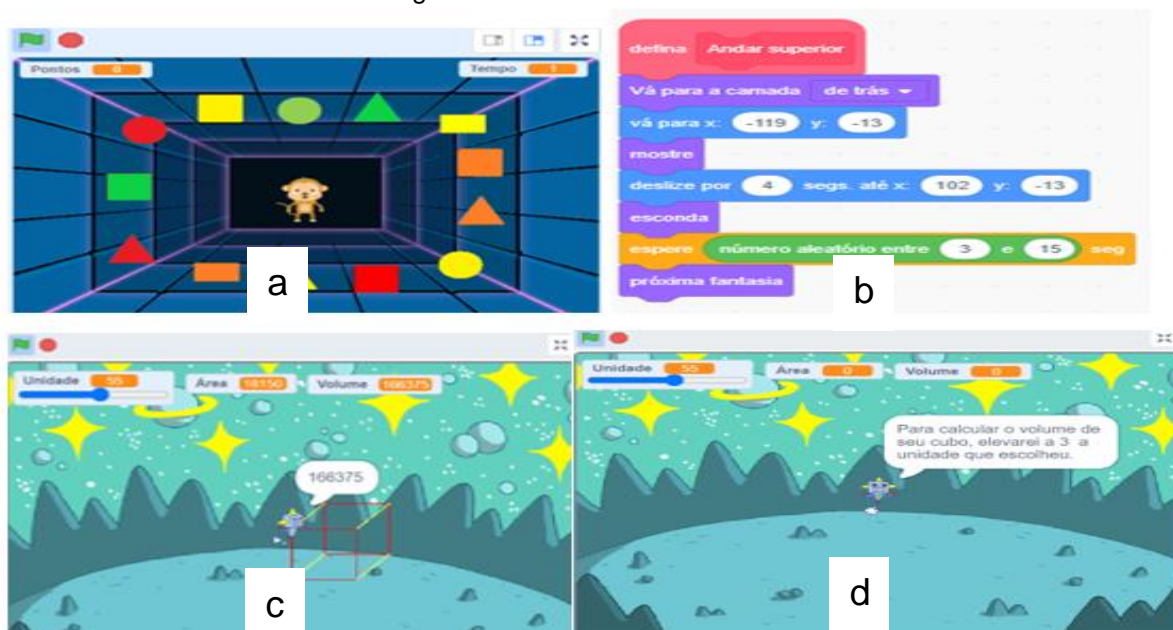 Pontos 0
Tempo 1
a
defina Andar superior
Vá para a camada de trás
vá para x: -119 y: -13
mostre
deslize por 4 segs. até x: 102 y: -13
esconda
espere número aleatório entre 3 e 15 seg
próxima fantasia
b
Unidade 55 Área 18150 Volume 166375
166375
c
Unidade 55 Área 0 Volume 0
Para calcular o volume de
seu cubo, elevarei a 3 a
unidade que escolheu.
d